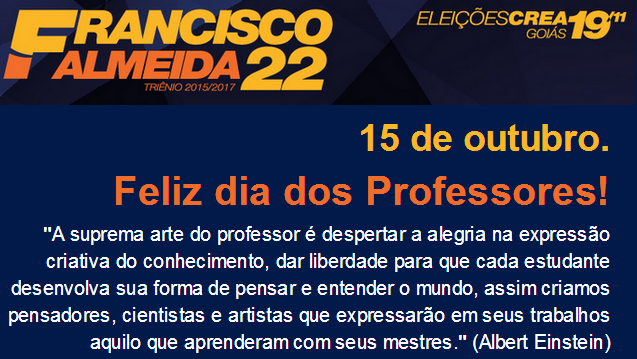 FRANCISCO
ALMEIDA 22
TRIÊNIO 2015/2017
ELEIÇÕES CREA 19/11
GOIÁS
15 de outubro.
Feliz dia dos Professores!
"A suprema arte do professor é despertar a alegria na expressão
criativa do conhecimento, dar liberdade para que cada estudante
desenvolva sua forma de pensar e entender o mundo, assim criamos
pensadores, cientistas e artistas que expressarão em seus trabalhos
aquilo que aprenderam com seus mestres." (Albert Einstein)